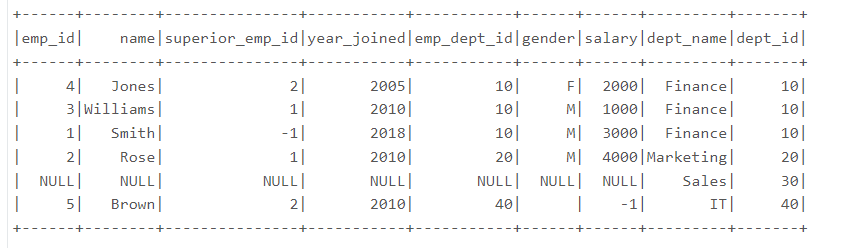 +------+--------+---------------+-----------+-----------+------+------+---------+-------+
|emp_id|    name|superior_emp_id|year_joined|emp_dept_id|gender|salary|dept_name|dept_id|
+------+--------+---------------+-----------+-----------+------+------+---------+-------+
|     4|   Jones|              2|       2005|         10|     F|  2000|  Finance|     10|
|     3|Williams|              1|       2010|         10|     M|  1000|  Finance|     10|
|     1|   Smith|             -1|       2018|         10|     M|  3000|  Finance|     10|
|     2|    Rose|              1|       2010|         20|     M|  4000|Marketing|     20|
|  NULL|    NULL|           NULL|       NULL|       NULL|  NULL|  NULL|    Sales|     30|
|     5|   Brown|              2|       2010|         40|      |    -1|       IT|     40|
+------+--------+---------------+-----------+-----------+------+------+---------+-------+